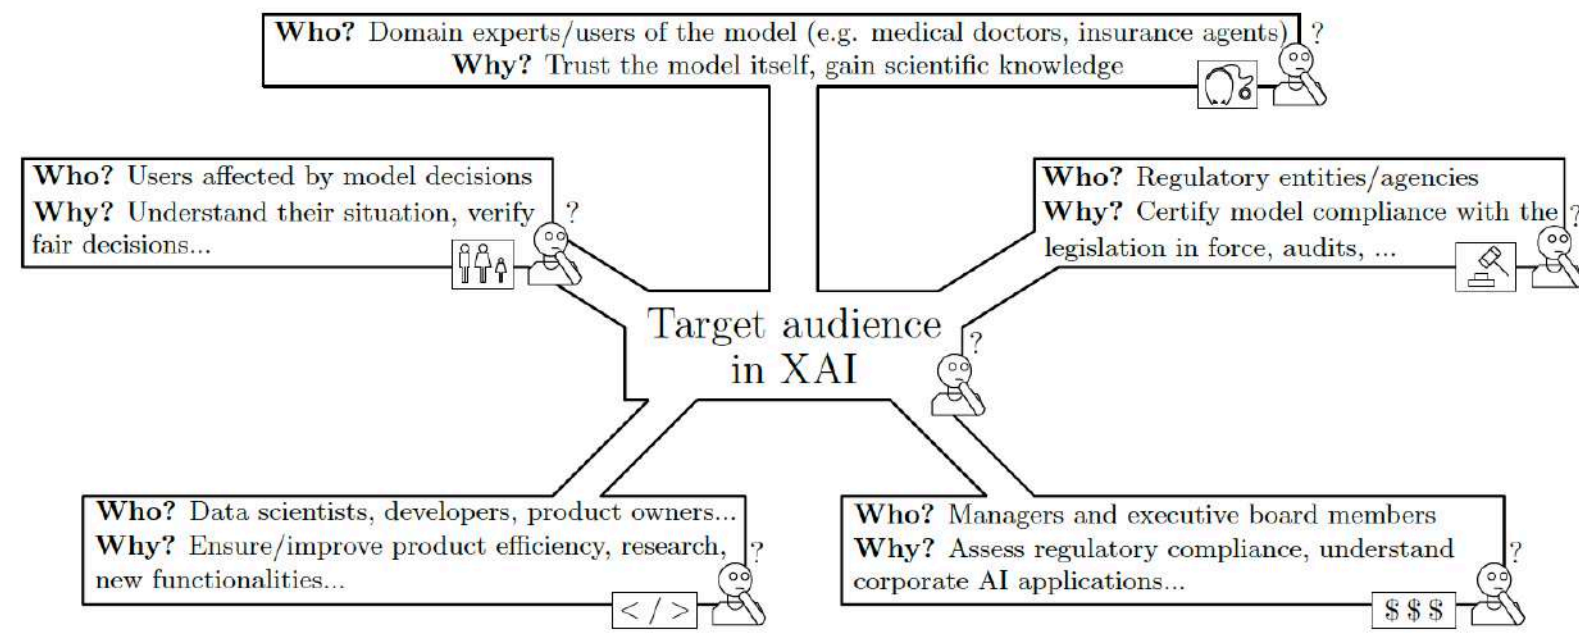 Who? Domain experts/users of the model (e.g. medical doctors, insurance agents)
Why? Trust the model itself, gain scientific knowledge
?
Who? Users affected by model decisions
Why? Understand their situation, verify
fair decisions...
?
Who? Regulatory entities/agencies
Why? Certify model compliance with the
legislation in force, audits, ...
?
Target audience
in XAI
?
Who? Data scientists, developers, product owners...
Why? Ensure/improve product efficiency, research,
new functionalities...
?
</>
Who? Managers and executive board members
Why? Assess regulatory compliance, understand
corporate AI applications...
?
$ $ $